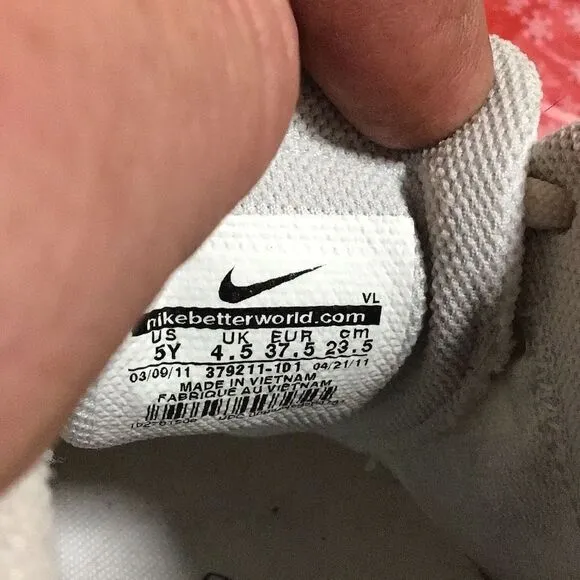 VL
nikebetterworld.com
US UK EUR cm
5Y 4.5 37.5 23.5
03/09/11 379211-101 04/21/11
MADE IN VIETNAM
FABRIQUE AU VIETNAM